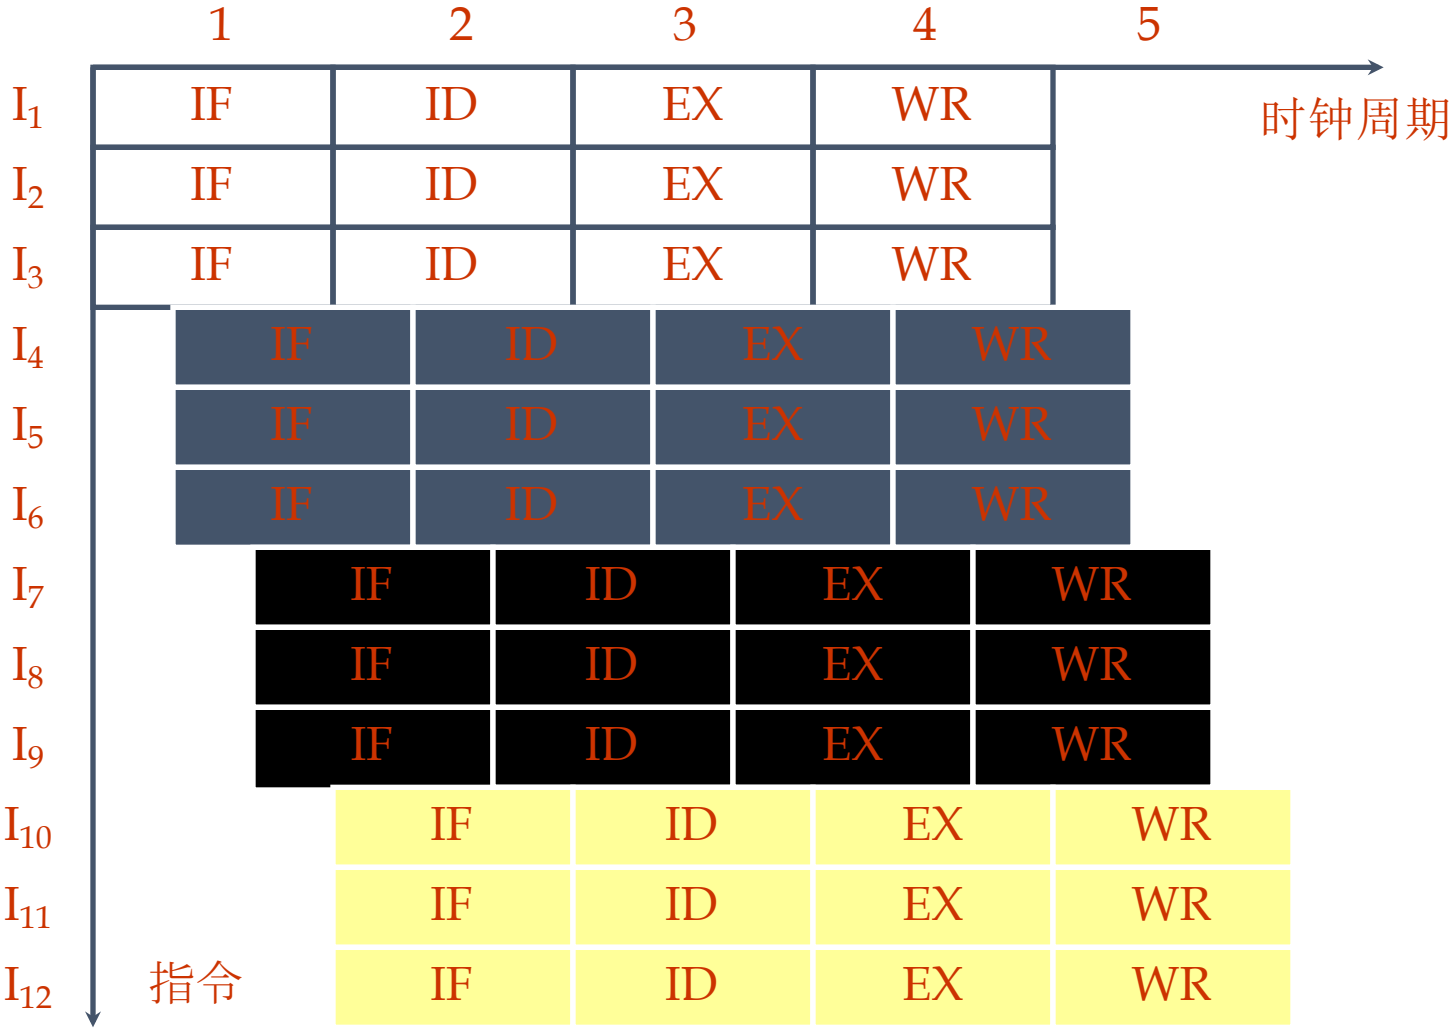 1 2 3 4 5
时钟周期
I1 IF ID EX WR
I2 IF ID EX WR
I3 IF ID EX WR
I4 IF ID EX WR
I5 IF ID EX WR
I6 IF ID EX WR
I7 IF ID EX WR
I8 IF ID EX WR
I9 IF ID EX WR
I10 IF ID EX WR
I11 IF ID EX WR
I12 IF ID EX WR
指令